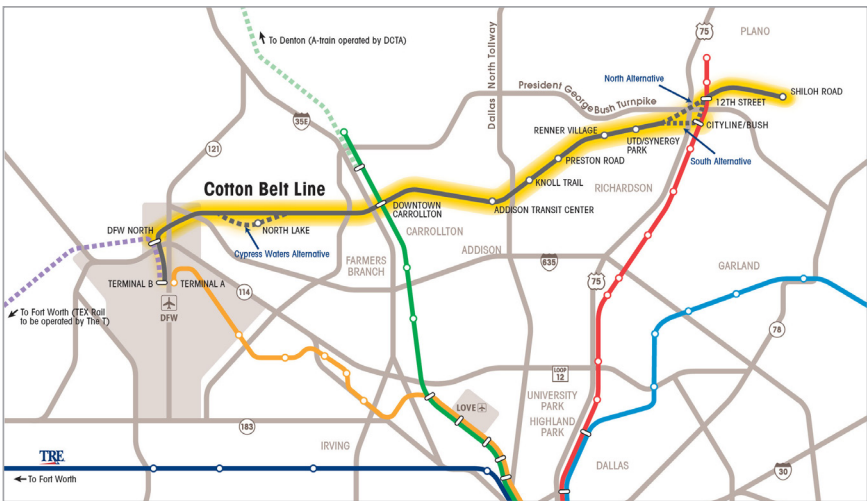 To Denton (A-train operated by DCTA)
75
PLANO
North Alternative
SHILOH ROAD
12TH STREET
Dallas North Tollway
President George
Bush Turnpike
35E
121
RENNER VILLAGE
CITYLINE/BUSH
UTD/SYNERGY
PARK
South Alternative
PRESTON ROAD
KNOLL TRAIL
RICHARDSON
Cotton Belt Line
DOWNTOWN
CARROLLTON
ADDISON TRANSIT CENTER
DFW NORTH
NORTH LAKE
CARROLLTON
Cypress Waters Alternative
ADDISON
FARMERS
BRANCH
635
GARLAND
TERMINAL B
TERMINAL A
114
75
DFW
To Fort Worth (TEX Rail
to be operated by The T)
78
LOOP
12
UNIVERSITY
PARK
HIGHLAND
PARK
LOVE
183
IRVING
DALLAS
30
TRE
To Fort Worth